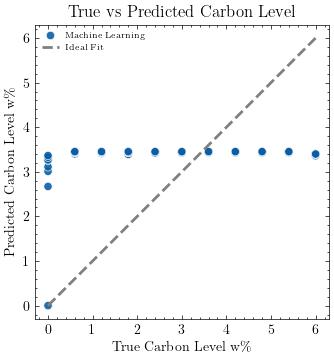 True vs Predicted Carbon Level
Machine Learning
Ideal Fit
6
5
4
3
2
1
0
Predicted Carbon Level w%
0 1 2 3 4 5 6
True Carbon Level w%